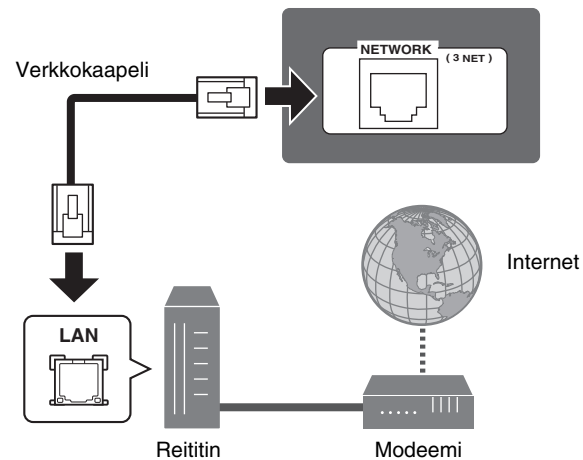 NETWORK
( 3 NET )
Verkkokaapeli
Internet
LAN
Reititin
Modeemi